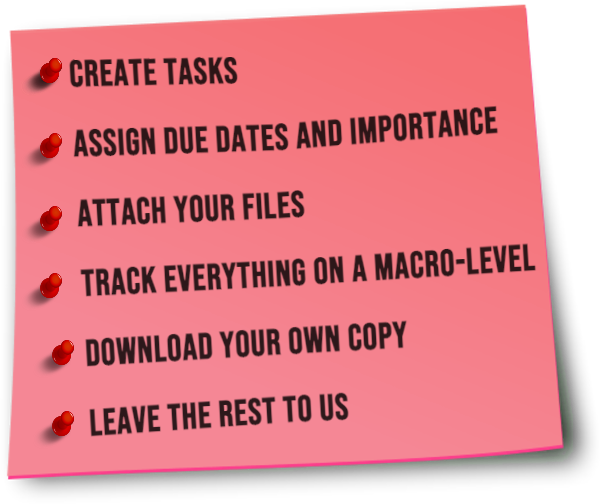 CREATE TASKS
ASSIGN DUE DATES AND IMPORTANCE
ATTACH YOUR FILES
TRACK EVERYTHING ON A MACRO-LEVEL
DOWNLOAD YOUR OWN COPY
LEAVE THE REST TO US